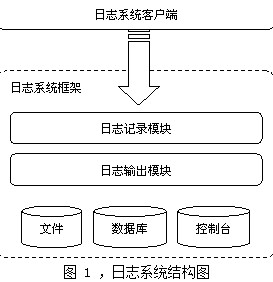 日志系统客户端
日志系统框架
日志记录模块
日志输出模块
文件
数据库
控制台
图 1 ，日志系统结构图